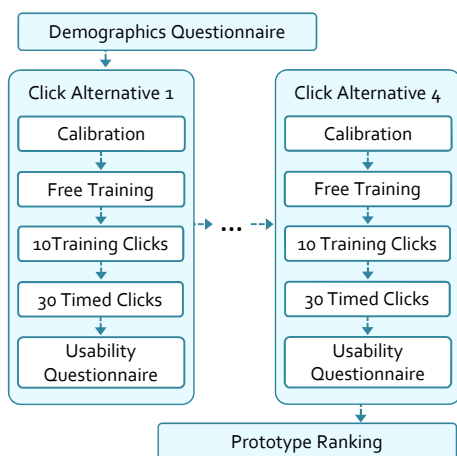 Demographics Questionnaire
Click Alternative 1
Calibration
Free Training
10Training Clicks
30 Timed Clicks
Usability
Questionnaire
...
Click Alternative 4
Calibration
Free Training
10 Training Clicks
30 Timed Clicks
Usability
Questionnaire
Prototype Ranking